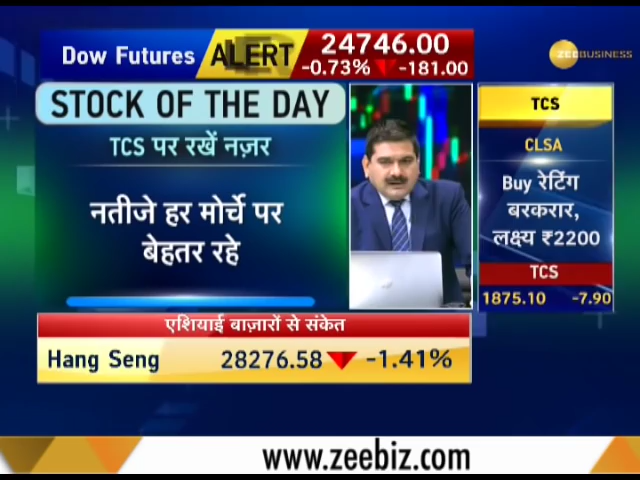 Dow Futures
ALERT
24746.00
-0.73% -181.00
ZEEBUSINESS
STOCK OF THE DAY
TCS पर रखें नज़र
नतीजे हर मोर्चे पर
बेहतर रहे
TCS
CLSA
Buy रेटिंग
बरकरार,
लक्ष्य ₹2200
TCS
1875.10 -7.90
एशियाई बाज़ारों से संकेत
Hang Seng 28276.58 -1.41%
www.zeebiz.com